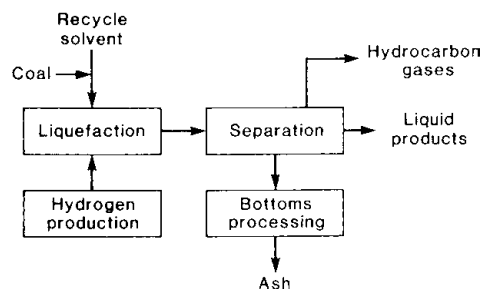 Recycle
solvent
Coal
Hydrocarbon
gases
Liquefaction
Separation
Liquid
products
Hydrogen
production
Bottoms
processing
Ash